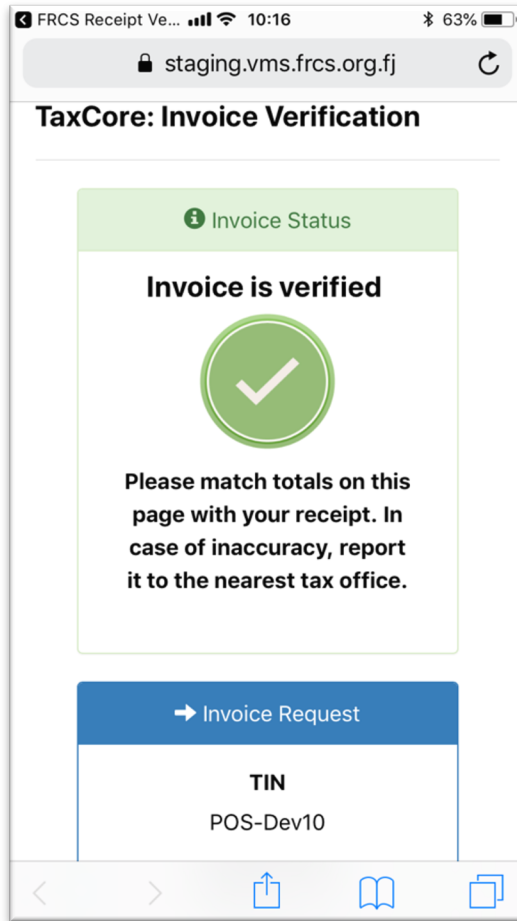 FRCS Receipt Ve... 10:16 63%
staging.vms.frcs.org.fj
TaxCore: Invoice Verification
Invoice Status
Invoice is verified
Please match totals on this
page with your receipt. In
case of inaccuracy, report
it to the nearest tax office.
Invoice Request
TIN
POS-Dev10